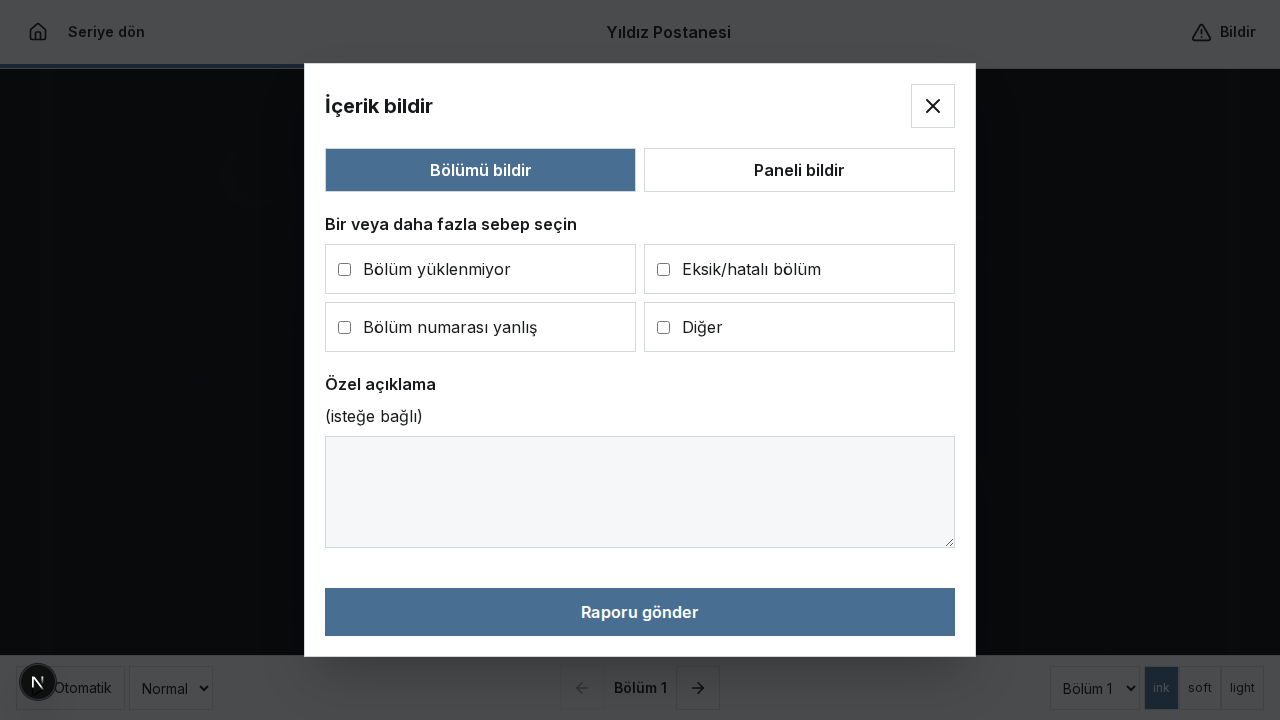 Seriye dön
Yıldız Postanesi
Bildir
İçerik bildir
Bölümü bildir
Paneli bildir
Bir veya daha fazla sebep seçin
Bölüm yüklenmiyor
Eksik/hatalı bölüm
Bölüm numarası yanlış
Diğer
Özel açıklama
(isteğe bağlı)
Raporu gönder
N
Otomatik
Normal
Bölüm 1
Bölüm 1
ink
soft
light